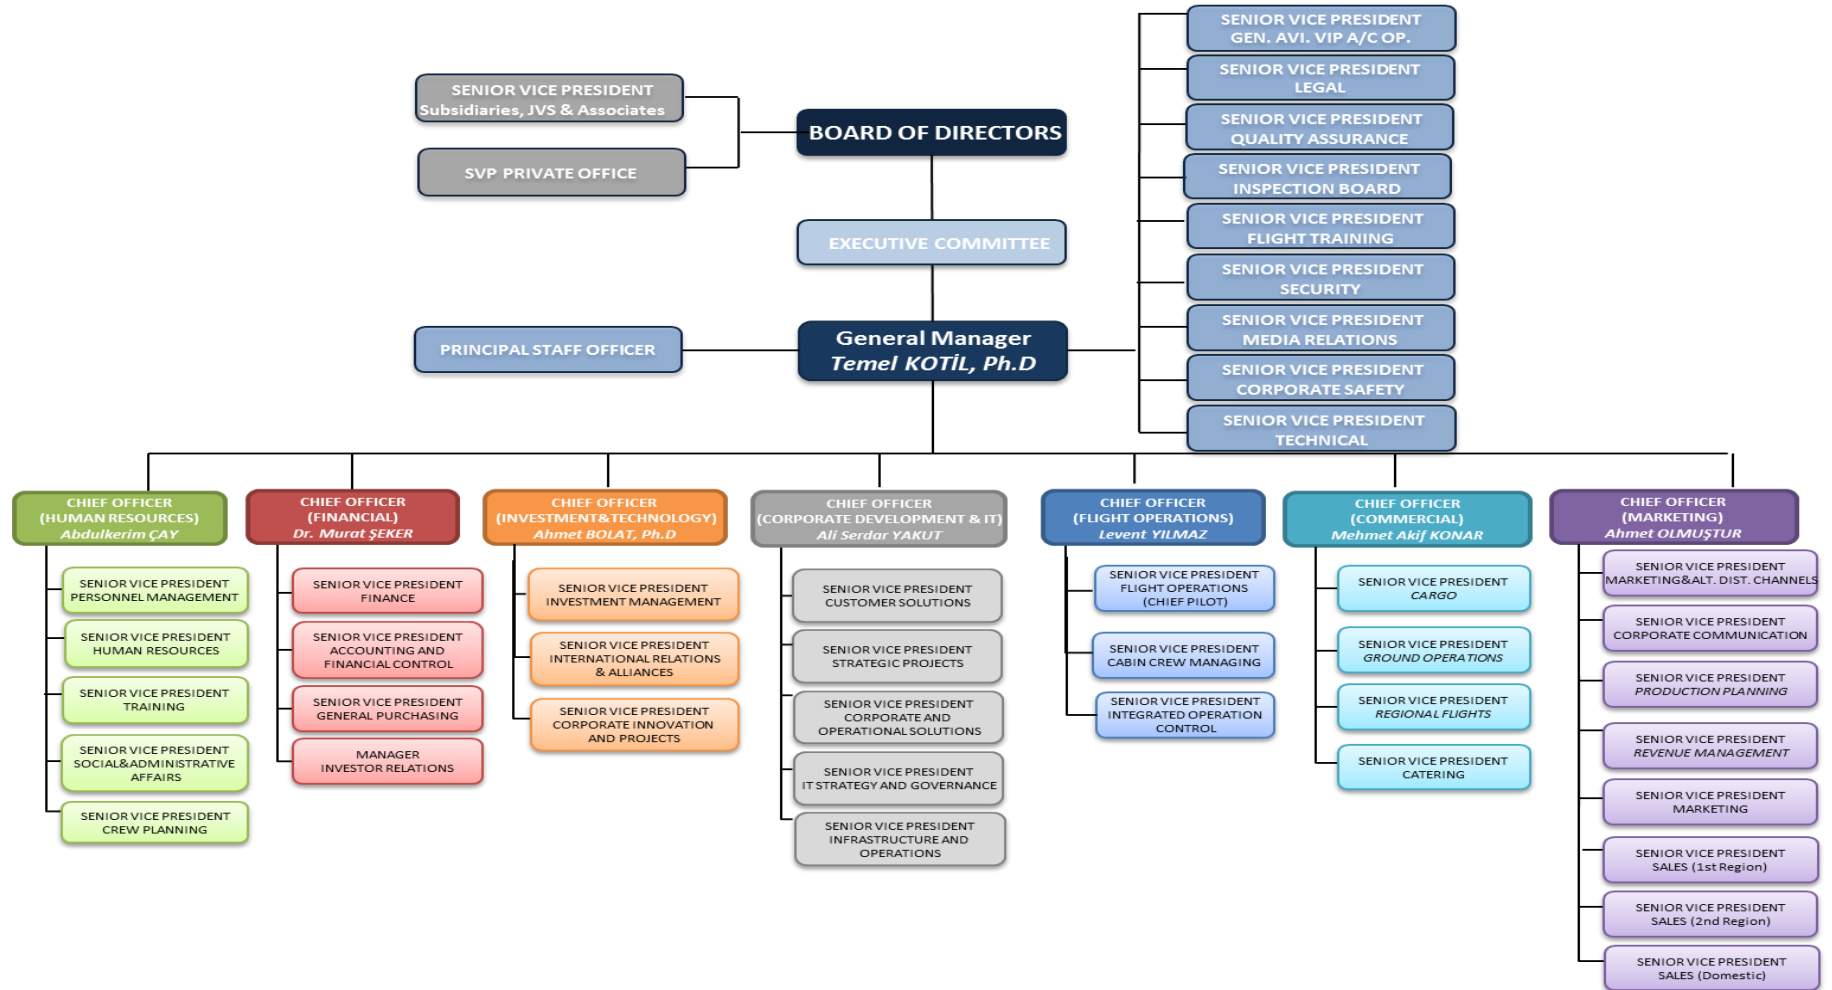 SENIOR VICE PRESIDENT
GEN. AVI. VIP A/C OP.
SENIOR VICE PRESIDENT
LEGAL
SENIOR VICE PRESIDENT
QUALITY ASSURANCE
SENIOR VICE PRESIDENT
INSPECTION BOARD
SENIOR VICE PRESIDENT
FLIGHT TRAINING
SENIOR VICE PRESIDENT
SECURITY
SENIOR VICE PRESIDENT
MEDIA RELATIONS
SENIOR VICE PRESIDENT
CORPORATE SAFETY
SENIOR VICE PRESIDENT
TECHNICAL
SENIOR VICE PRESIDENT
Subsidiaries, JVS & Associates
SVP PRIVATE OFFICE
BOARD OF DIRECTORS
EXECUTIVE COMMITTEE
PRINCIPAL STAFF OFFICER
General Manager
Temel KOTİL, Ph.D
CHIEF OFFICER
(HUMAN RESOURCES)
Abdulkerim ÇAY
SENIOR VICE PRESIDENT
PERSONNEL MANAGEMENT
SENIOR VICE PRESIDENT
HUMAN RESOURCES
SENIOR VICE PRESIDENT
TRAINING
SENIOR VICE PRESIDENT
SOCIAL&ADMINISTRATIVE
AFFAIRS
SENIOR VICE PRESIDENT
CREW PLANNING
CHIEF OFFICER
(FINANCIAL)
Dr. Murat ŞEKER
SENIOR VICE PRESIDENT
FINANCE
SENIOR VICE PRESIDENT
ACCOUNTING AND
FINANCIAL CONTROL
SENIOR VICE PRESIDENT
GENERAL PURCHASING
MANAGER
INVESTOR RELATIONS
CHIEF OFFICER
(INVESTMENT&TECHNOLOGY)
Ahmet BOLAT, Ph.D
SENIOR VICE PRESIDENT
INVESTMENT MANAGEMENT
SENIOR VICE PRESIDENT
INTERNATIONAL RELATIONS
& ALLIANCES
SENIOR VICE PRESIDENT
CORPORATE INNOVATION
AND PROJECTS
CHIEF OFFICER
(CORPORATE DEVELOPMENT & IT)
Ali Serdar YAKUT
SENIOR VICE PRESIDENT
CUSTOMER SOLUTIONS
SENIOR VICE PRESIDENT
STRATEGIC PROJECTS
SENIOR VICE PRESIDENT
CORPORATE AND
OPERATIONAL SOLUTIONS
SENIOR VICE PRESIDENT
IT STRATEGY AND GOVERNANCE
SENIOR VICE PRESIDENT
INFRASTRUCTURE AND
OPERATIONS
CHIEF OFFICER
(FLIGHT OPERATIONS)
Levent YILMAZ
SENIOR VICE PRESIDENT
FLIGHT OPERATIONS
(CHIEF PILOT)
SENIOR VICE PRESIDENT
CABIN CREW MANAGING
SENIOR VICE PRESIDENT
INTEGRATED OPERATION
CONTROL
CHIEF OFFICER
(COMMERCIAL)
Mehmet Akif KONAR
SENIOR VICE PRESIDENT
CARGO
SENIOR VICE PRESIDENT
GROUND OPERATIONS
SENIOR VICE PRESIDENT
REGIONAL FLIGHTS
SENIOR VICE PRESIDENT
CATERING
CHIEF OFFICER
(MARKETING)
Ahmet OLMUŞTUR
SENIOR VICE PRESIDENT
MARKETING&ALT. DIST. CHANNELS
SENIOR VICE PRESIDENT
CORPORATE COMMUNICATION
SENIOR VICE PRESIDENT
PRODUCTION PLANNING
SENIOR VICE PRESIDENT
REVENUE MANAGEMENT
SENIOR VICE PRESIDENT
MARKETING
SENIOR VICE PRESIDENT
SALES (1st Region)
SENIOR VICE PRESIDENT
SALES (2nd Region)
SENIOR VICE PRESIDENT
SALES (Domestic)